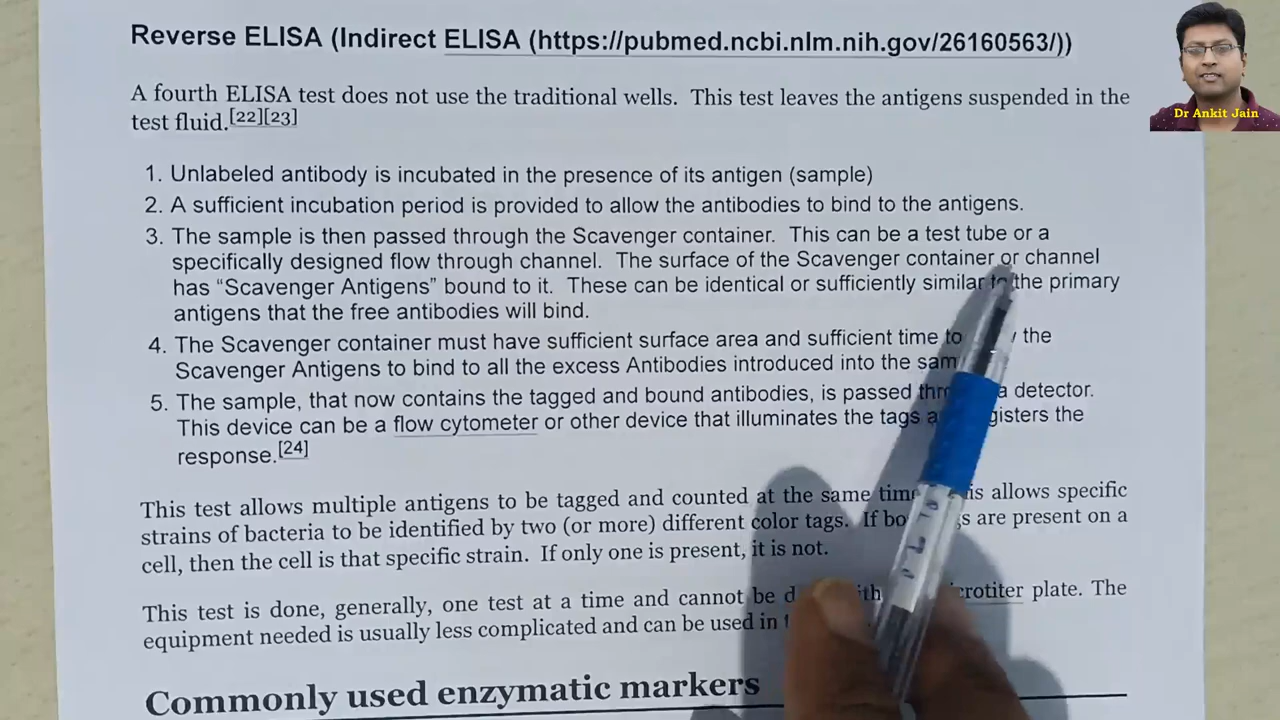 Reverse ELISA (Indirect ELISA (https://pubmed.ncbi.nlm.nih.gov/26160563/))
Dr Ankit Jain
A fourth ELISA test does not use the traditional wells. This test leaves the antigens suspended in the
test fluid.[22][23]
1. Unlabeled antibody is incubated in the presence of its antigen (sample)
2. A sufficient incubation period is provided to allow the antibodies to bind to the antigens.
3. The sample is then passed through the Scavenger container. This can be a test tube or a
specifically designed flow through channel. The surface of the Scavenger container or channel
has “Scavenger Antigens” bound to it. These can be identical or sufficiently similar to the primary
antigens that the free antibodies will bind.
4. The Scavenger container must have sufficient surface area and sufficient time to the
Scavenger Antigens to bind to all the excess Antibodies introduced into the
5. The sample, that now contains the tagged and bound antibodies, is passed a detector.
This device can be a flow cytometer or other device that illuminates the tags the
response.[24]
This test allows multiple antigens to be tagged and counted at the same allows specific
strains of bacteria to be identified by two (or more) different color tags. If are present on a
cell, then the cell is that specific strain. If only one is present, it is not.
This test is done, generally, one test at a time and cannot be plate. The
equipment needed is usually less complicated and can be used in
Commonly used enzymatic markers